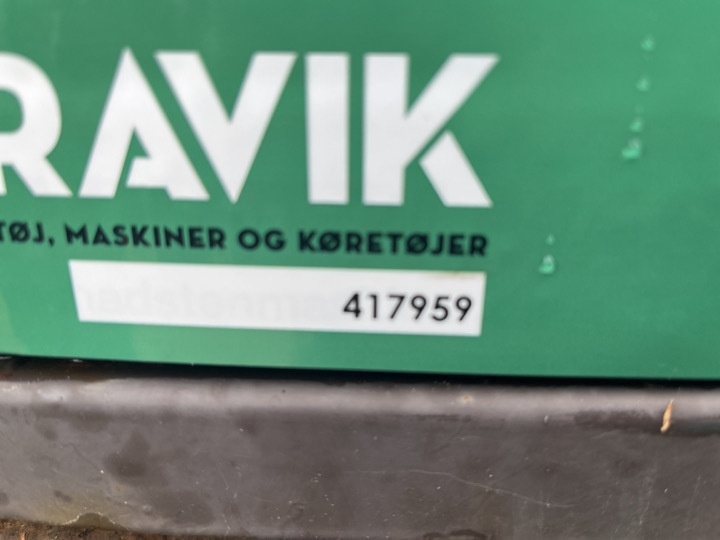 RAVIK
TØJ, MASKINER OG KØRETØJER
417959